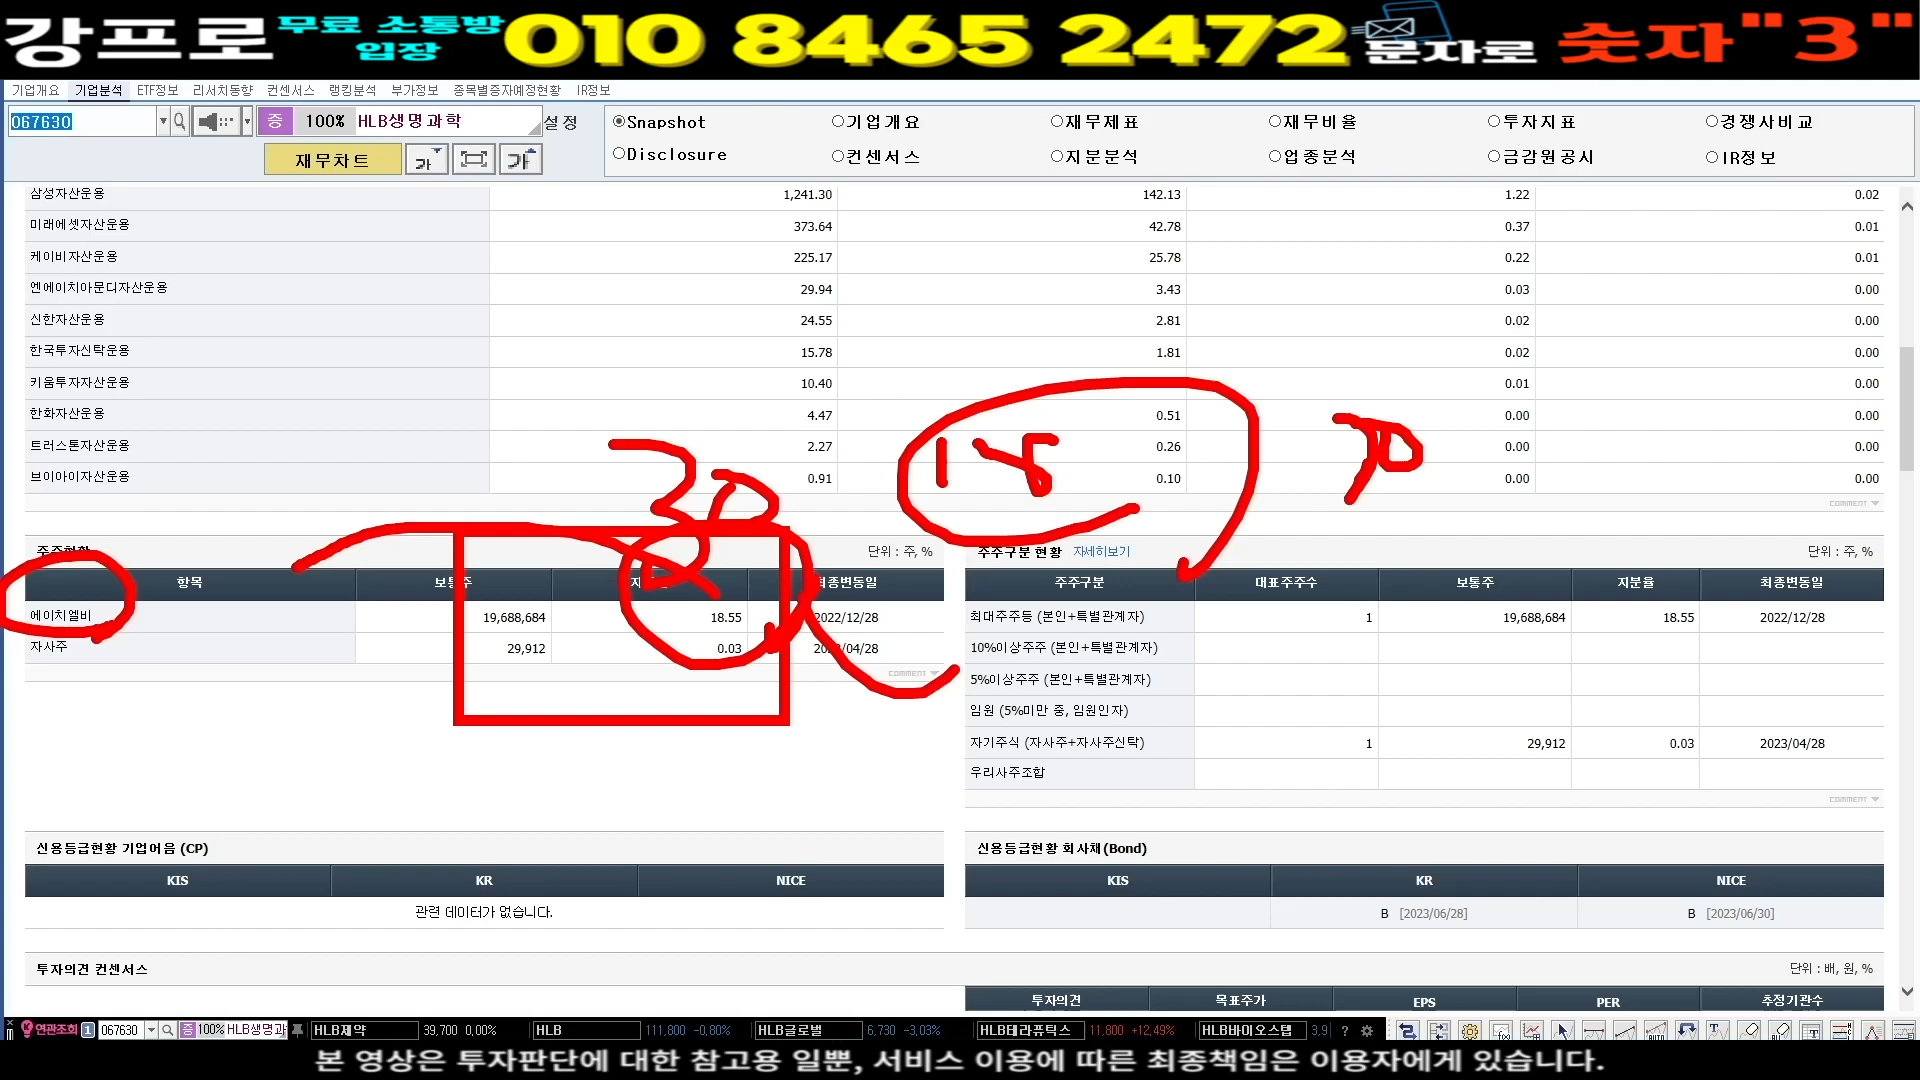 강프로 무료 소통방 입장 010 8465 2472 문자로 숫자"3"
기업개요 기업분석 ETF정보 리서치동향 컨센서스 랭킹분석 부가정보 종목별증자예정현황 IR정보
067630 증 100% HLB생명과학 설정
재무차트 가 가
Snapshot 기업개요 재무제표 재무비율 투자지표 경쟁사비교
Disclosure 컨센서스 지분분석 업종분석 금감원공시 IR정보
삼성자산운용 1,241.30 142.13 1.22 0.02
미래에셋자산운용 373.64 42.78 0.37 0.01
케이비자산운용 225.17 25.78 0.22 0.01
엔에이치아문디자산운용 29.94 3.43 0.03 0.00
신한자산운용 24.55 2.81 0.02 0.00
한국투자신탁운용 15.78 1.81 0.02 0.00
키움투자자산운용 10.40 0.01 0.00
한화자산운용 4.47 0.51 0.00 0.00
트러스톤자산운용 2.27 0.26 0.00 0.00
브이아이자산운용 0.91 0.10 0.00 0.00
COMMENT
주주현황 단위 : 주, %
항목 보통주 최종변동일
에이치엘비 19,688,684 18.55 2022/12/28
자사주 29,912 0.03 2023/04/28
COMMENT
주주구분 현황 자세히보기 단위 : 주, %
주주구분 대표주주수 보통주 지분율 최종변동일
최대주주등 (본인+특별관계자) 1 19,688,684 18.55 2022/12/28
10%이상주주 (본인+특별관계자)
5%이상주주 (본인+특별관계자)
임원 (5%미만 중, 임원인자)
자기주식 (자사주+자사주신탁) 1 29,912 0.03 2023/04/28
우리사주조합
COMMENT
신용등급현황 기업어음 (CP)
KIS KR NICE
관련 데이터가 없습니다.
신용등급현황 회사채(Bond)
KIS KR NICE
B [2023/06/28] B [2023/06/30]
투자의견 컨센서스 단위 : 배, 원, %
투자의견 목표주가 EPS PER 추정기관수
연관조회 1 067630 증 100% HLB생명과 HLB제약 39,700 0,00% HLB 111,800 -0,80% HLB글로벌 6,730 -3,03% HLB테라퓨틱스 11,800 +12,49% HLB바이오스텝 3,9
본 영상은 투자판단에 대한 참고용 일뿐, 서비스 이용에 따른 최종책임은 이용자에게 있습니다.